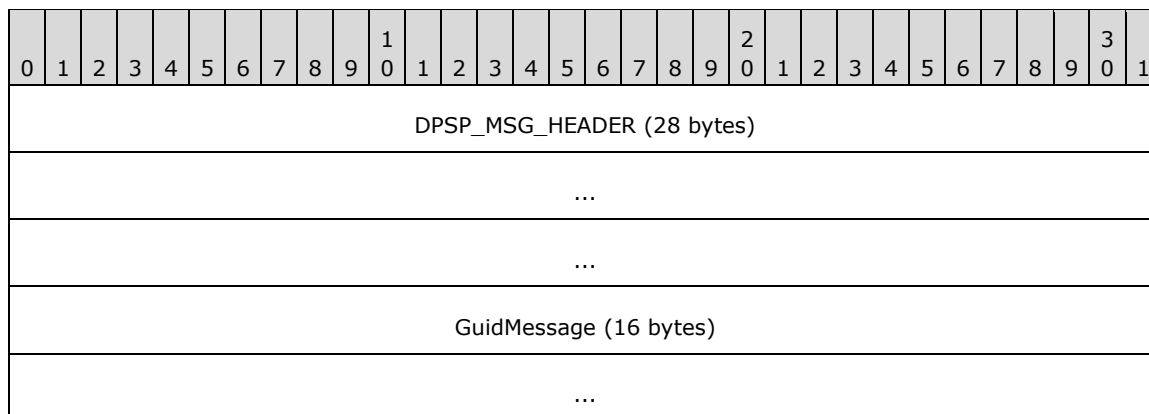 1 2 3
0 1 2 3 4 5 6 7 8 9 0 1 2 3 4 5 6 7 8 9 0 1 2 3 4 5 6 7 8 9 0 1
DPSP_MSG_HEADER (28 bytes)
...
...
GuidMessage (16 bytes)
...